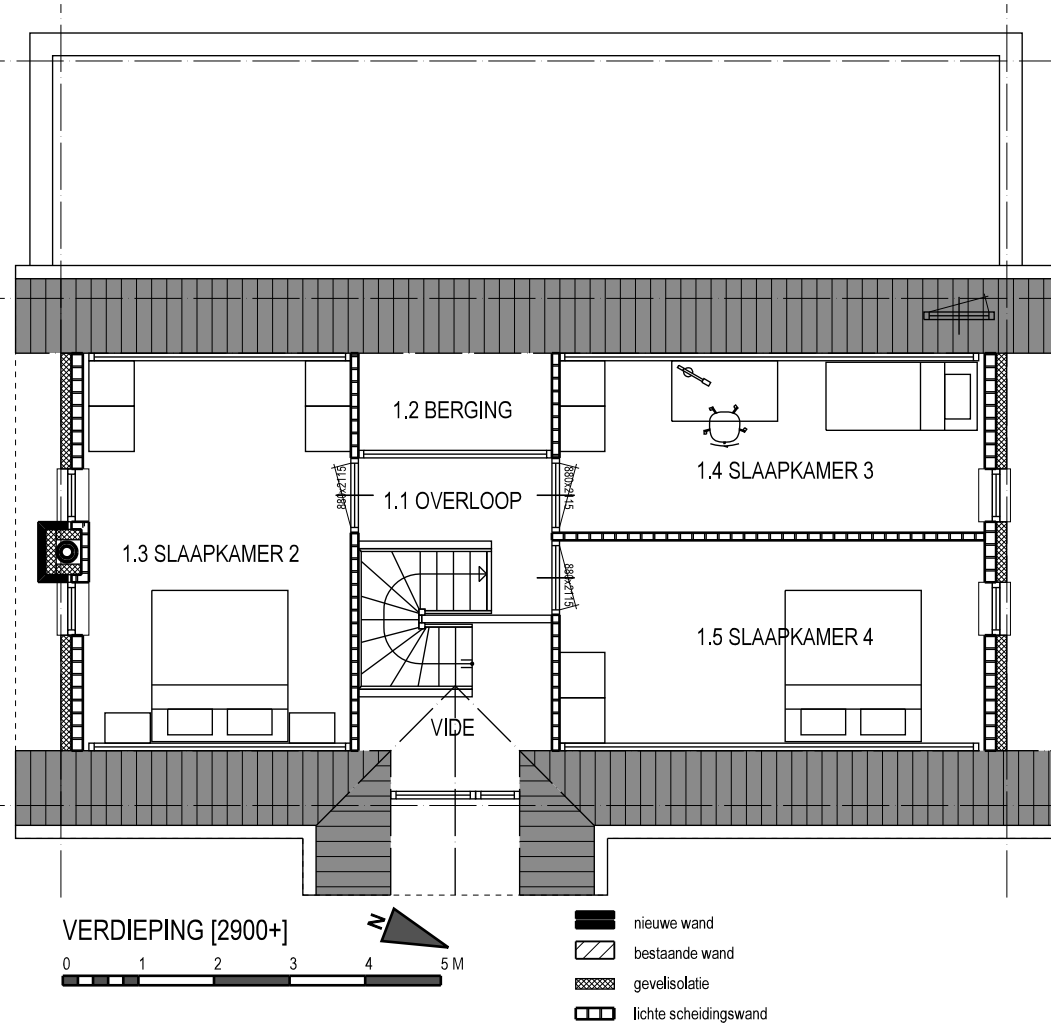 1.2 BERGING
1.4 SLAAPKAMER 3
880x2115
880x2115
1.1 OVERLOOP
1.3 SLAAPKAMER 2
880x2115
1.5 SLAAPKAMER 4
VIDE
VERDIEPING [2900+]
N
0 1 2 3 4 5 M
nieuwe wand
bestaande wand
gevelisolatie
lichte scheidingswand